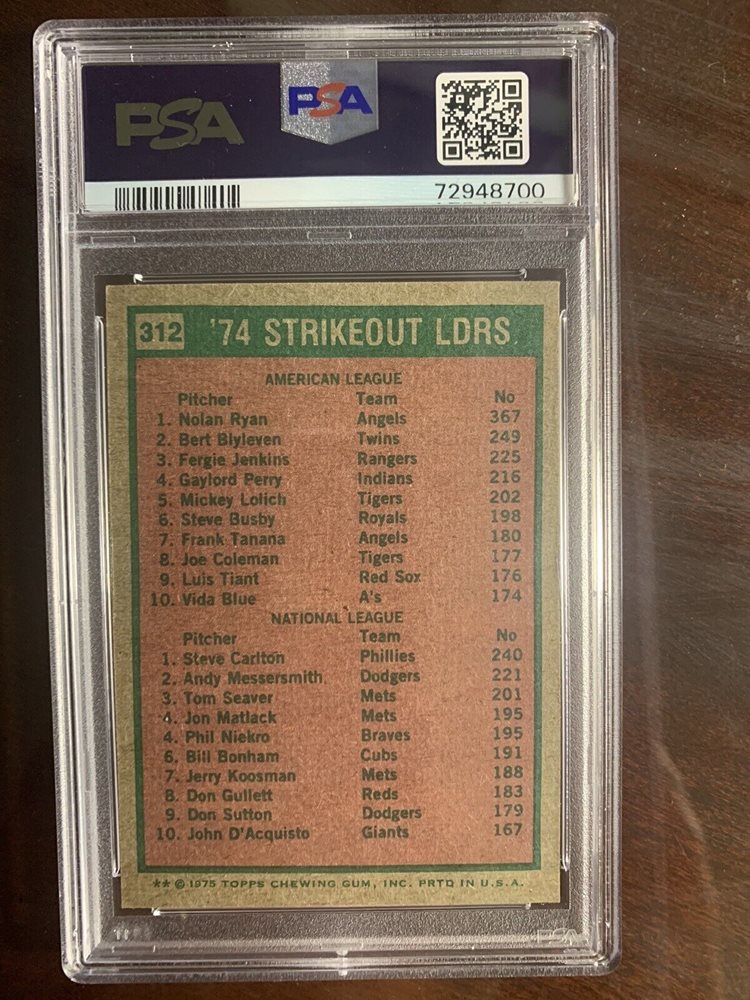 PSA PSA
72948700
312 '74 STRIKEOUT LDRS.
AMERICAN LEAGUE
Pitcher Team No
1. Nolan Ryan Angels 367
2. Bert Blyleven Twins 249
3. Fergie Jenkins Rangers 225
4. Gaylord Perry Indians 216
5. Mickey Lolich Tigers 202
6. Steve Busby Royals 198
7. Frank Tanana Angels 180
8. Joe Coleman Tigers 177
9. Luis Tiant Red Sox 176
10. Vida Blue A's 174
NATIONAL LEAGUE
Pitcher Team No
1. Steve Carlton Phillies 240
2. Andy Messersmith Dodgers 221
3. Tom Seaver Mets 201
4. Jon Matlack Mets 195
4. Phil Niekro Braves 195
6. Bill Bonham Cubs 191
7. Jerry Koosman Mets 188
8. Don Gullett Reds 183
9. Don Sutton Dodgers 179
10. John D'Acquisto Giants 167
** © 1975 TOPPS CHEWING GUM, INC. PRTD IN U.S.A.
PSA